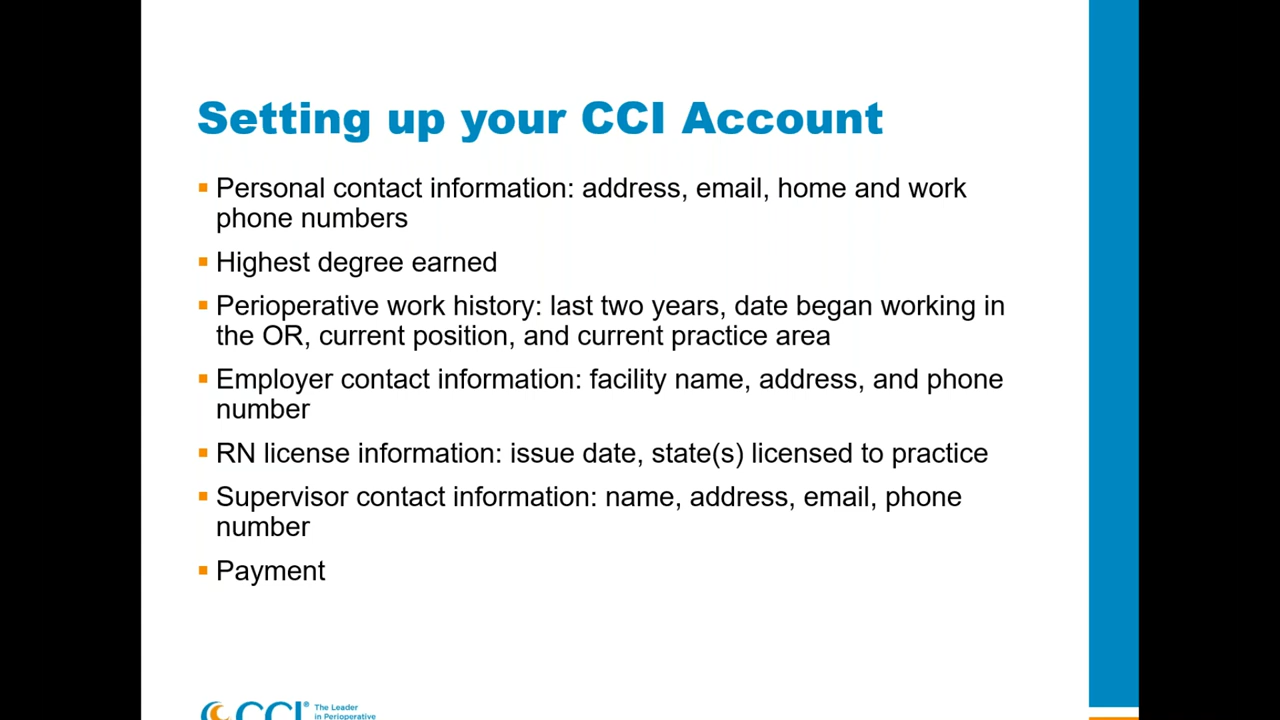 Setting up your CCI Account
▪ Personal contact information: address, email, home and work
phone numbers
▪ Highest degree earned
▪ Perioperative work history: last two years, date began working in
the OR, current position, and current practice area
▪ Employer contact information: facility name, address, and phone
number
▪ RN license information: issue date, state(s) licensed to practice
▪ Supervisor contact information: name, address, email, phone
number
▪ Payment
CCI® The Leader
in Perioperative